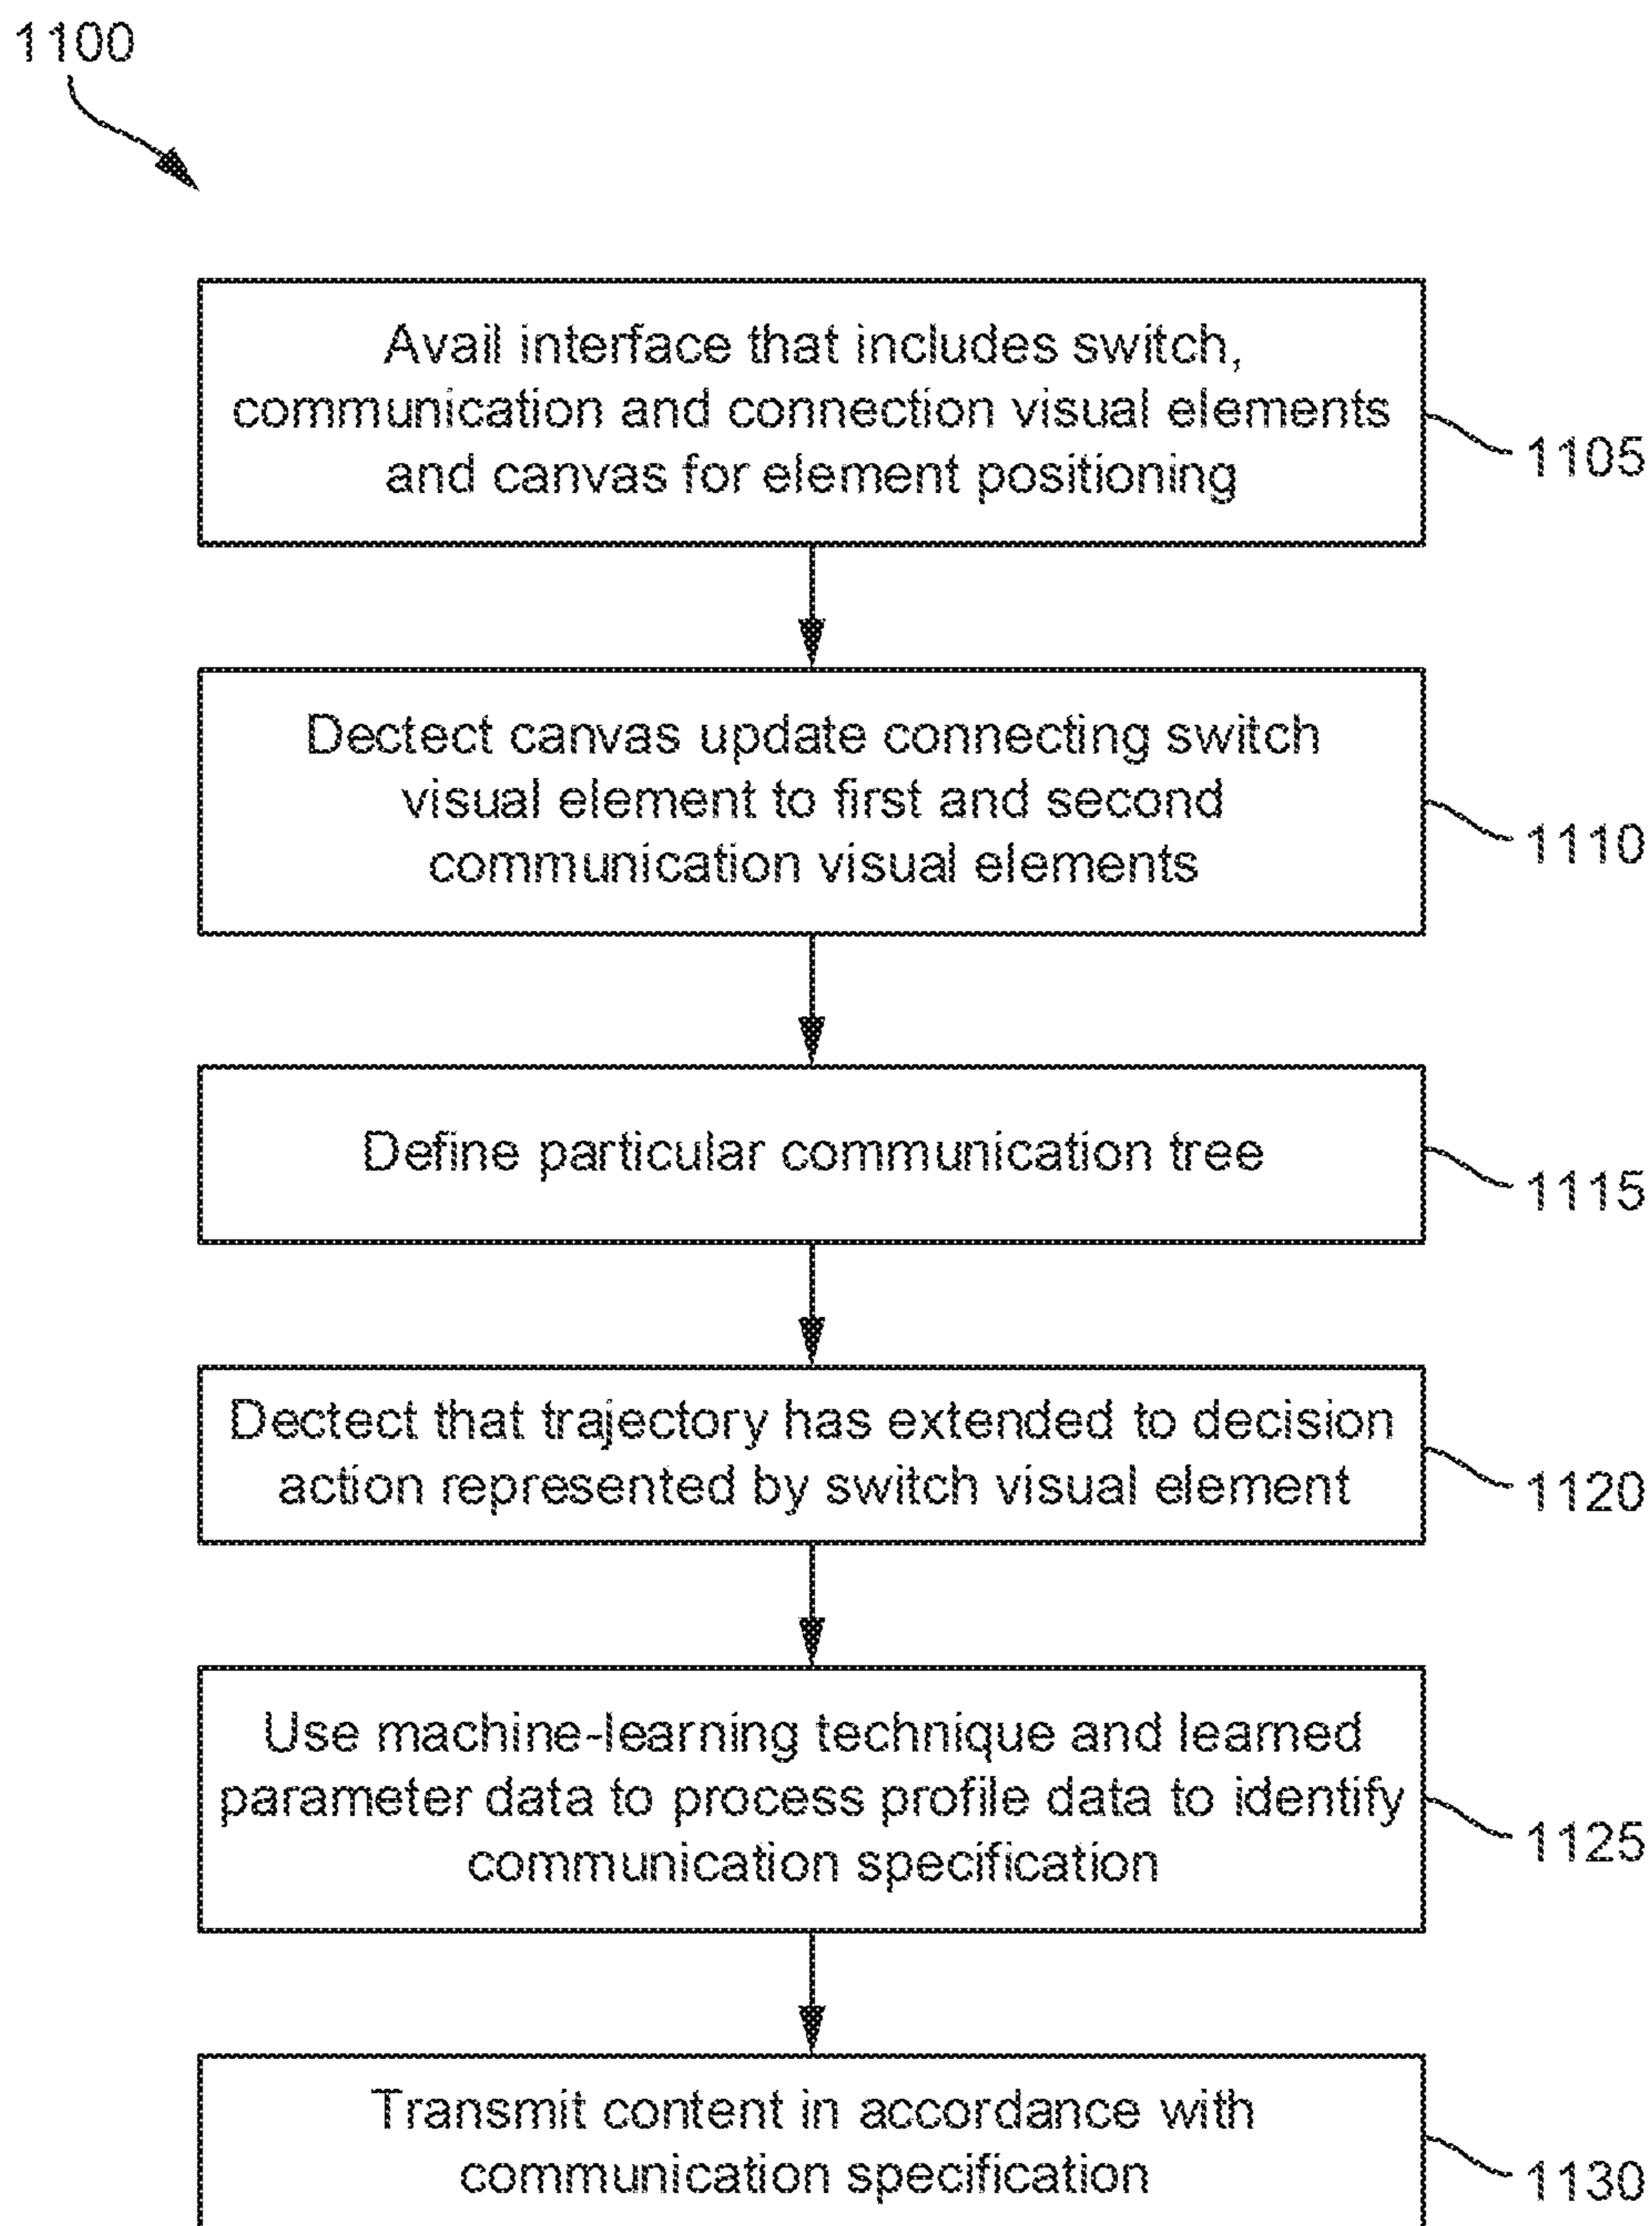 1100
Avail interface that includes switch,
communication and connection visual elements
and canvas for element positioning
1105
Dectect canvas update connecting switch
visual element to first and second
communication visual elements
1110
Define particular communication tree
1115
Dectect that trajectory has extended to decision
action represented by switch visual element
1120
Use machine-learning technique and learned
parameter data to process profile data to identify
communication specification
1125
Transmit content in accordance with
communication specification
1130